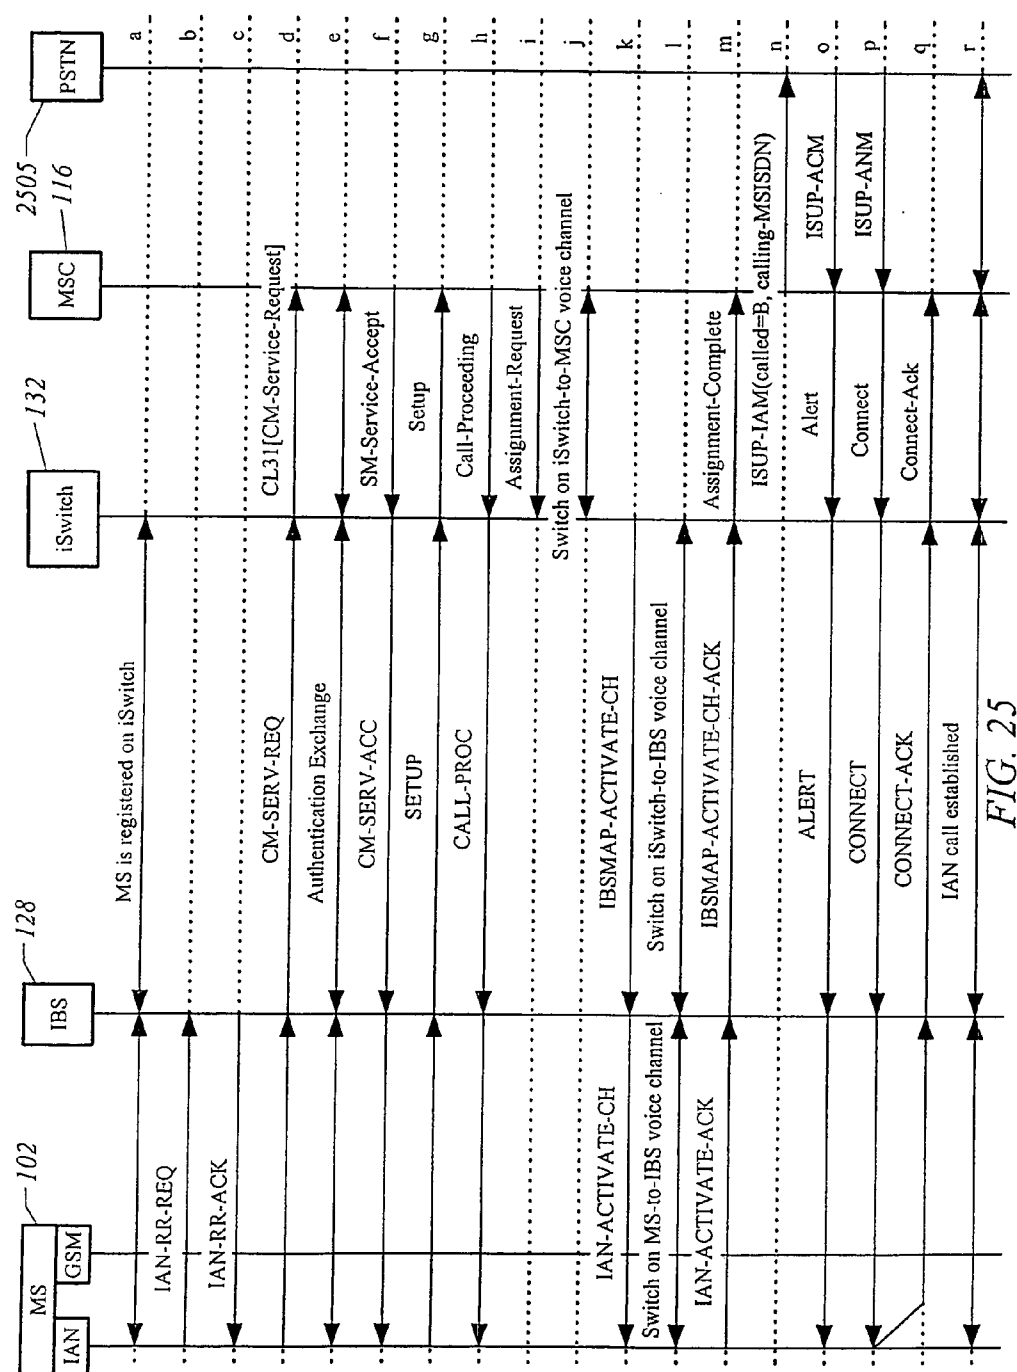 102
128
132
2505
116
MS
IAN
GSM
IBS
iSwitch
MSC
PSTN
MS is registered on iSwitch
a
IAN-RR-REQ
b
IAN-RR-ACK
c
CM-SERV-REQ
CL31[CM-Service-Request]
d
Authentication Exchange
e
CM-SERV-ACC
SM-Service-Accept
f
SETUP
Setup
g
CALL-PROC
Call-Proceeding
h
Assignment-Request
i
Switch on iSwitch-to-MSC voice channel
j
IAN-ACTIVATE-CH
IBSMAP-ACTIVATE-CH
k
Switch on MS-to-IBS voice channel
Switch on iSwitch-to-IBS voice channel
l
IAN-ACTIVATE-ACK
IBSMAP-ACTIVATE-CH-ACK
Assignment-Complete
m
ISUP-IAM(called=B, calling-MSISDN)
n
ALERT
Alert
ISUP-ACM
o
CONNECT
Connect
ISUP-ANM
p
CONNECT-ACK
Connect-Ack
q
IAN call established
r
FIG. 25